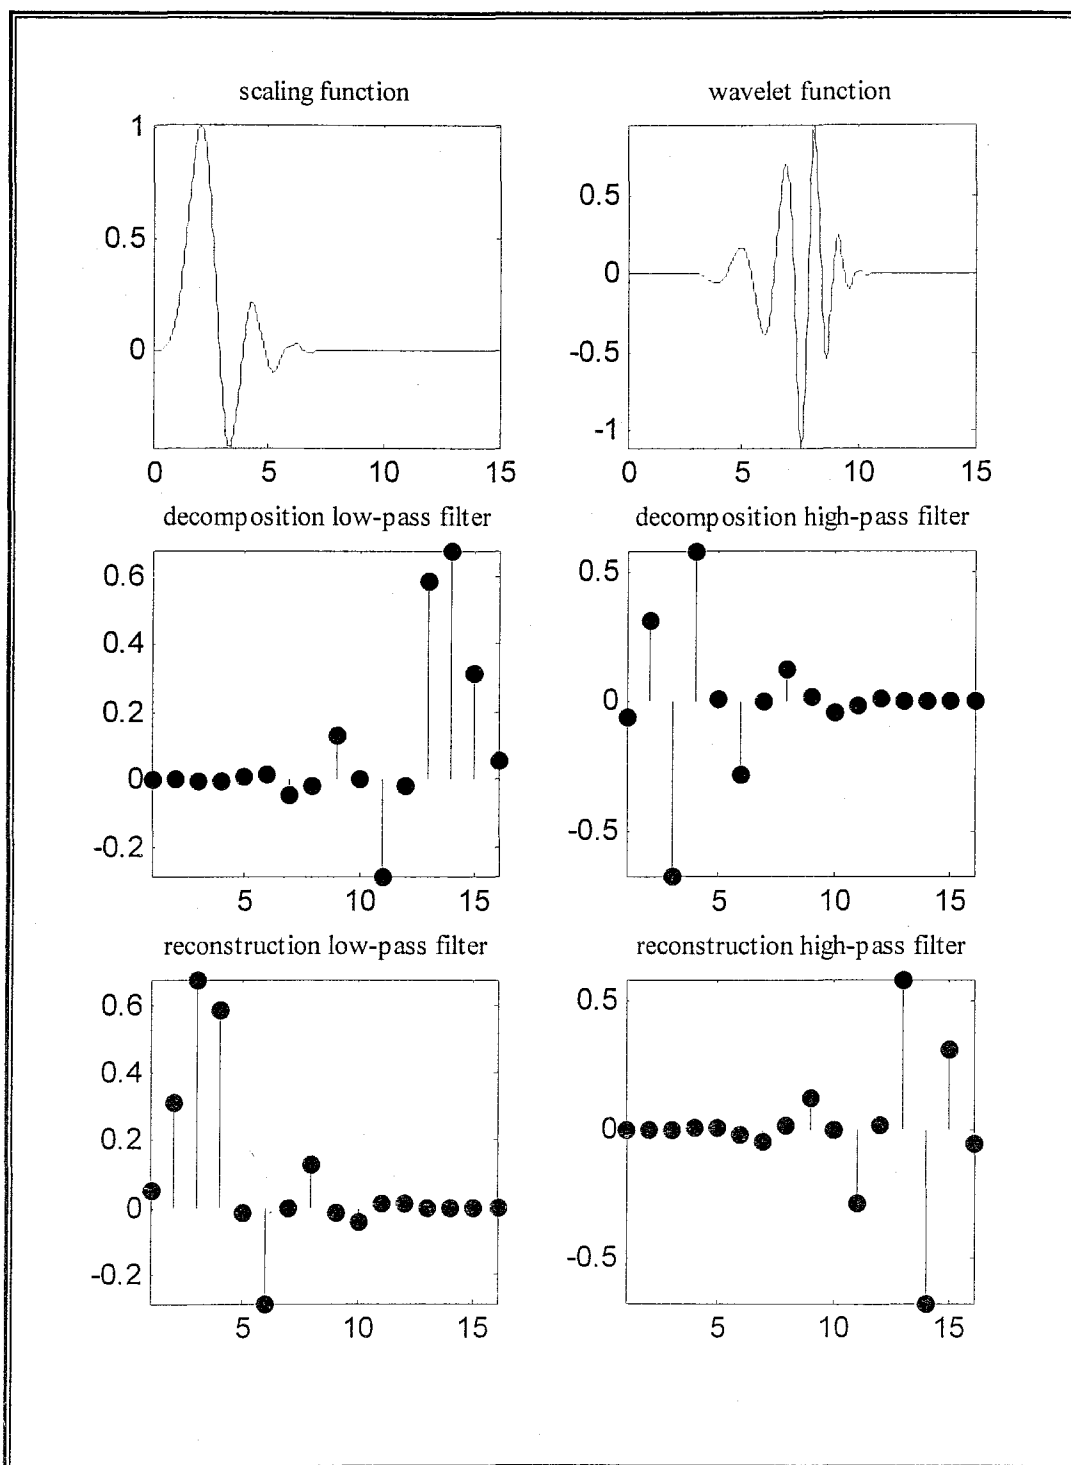 scaling function
1
0.5
0
0 5 10 15
wavelet function
0.5
0
-0.5
-1
0 5 10 15
decomposition low-pass filter
0.6
0.4
0.2
0
-0.2
5 10 15
decomposition high-pass filter
0.5
0
-0.5
5 10 15
reconstruction low-pass filter
0.6
0.4
0.2
0
-0.2
5 10 15
reconstruction high-pass filter
0.5
0
-0.5
5 10 15